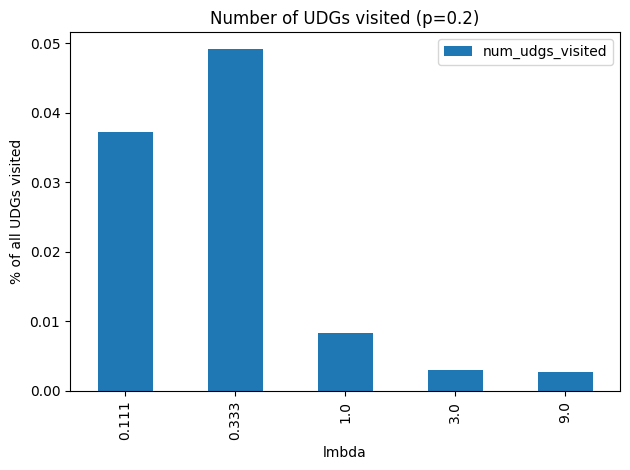 Number of UDGs visited (p=0.2)
num_udgs_visited
% of all UDGs visited
0.05
0.04
0.03
0.02
0.01
0.00
0.111
0.333
1.0
3.0
9.0
lmbda